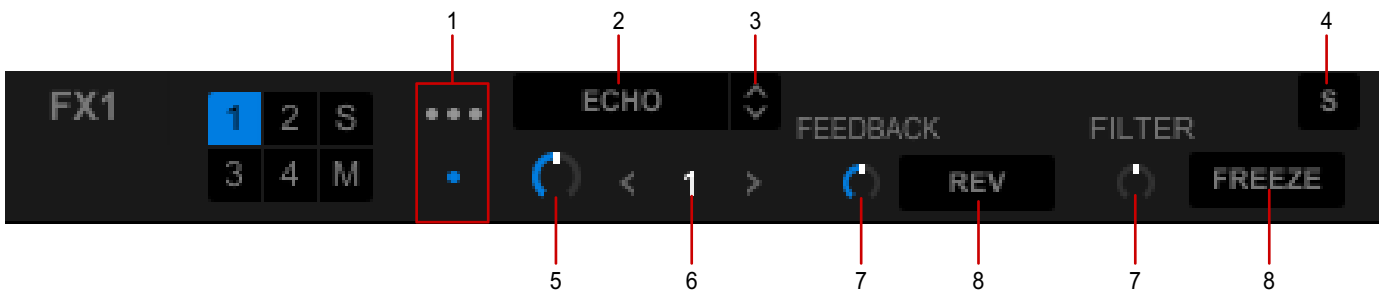 1 2 3 4
FX1 1 2 S ECHO S
FEEDBACK FILTER
3 4 M < 1 > REV FREEZE
5 6 7 8 7 8